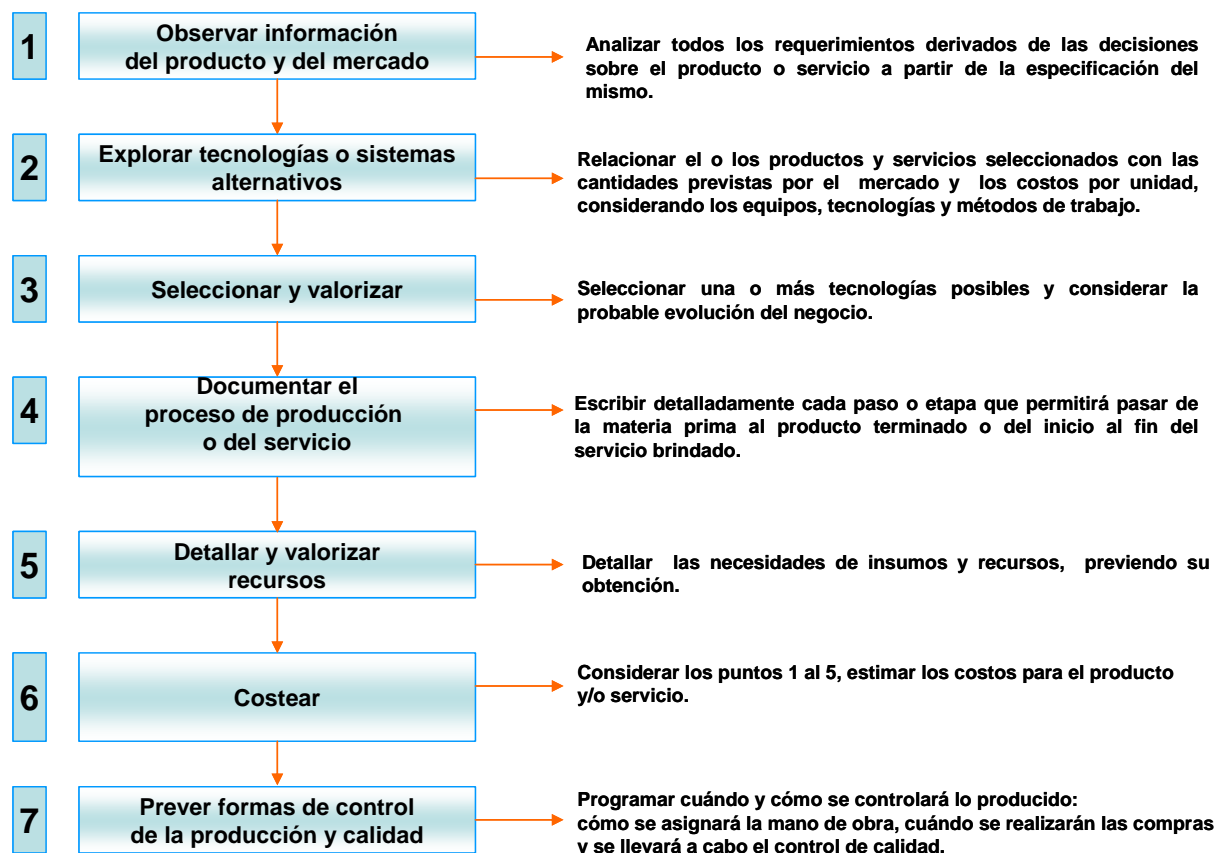 1
Observar información
del producto y del mercado
Analizar todos los requerimientos derivados de las decisiones
sobre el producto o servicio a partir de la especificación del
mismo.
2
Explorar tecnologías o sistemas
alternativos
Relacionar el o los productos y servicios seleccionados con las
cantidades previstas por el mercado y los costos por unidad,
considerando los equipos, tecnologías y métodos de trabajo.
3
Seleccionar y valorizar
Seleccionar una o más tecnologías posibles y considerar la
probable evolución del negocio.
4
Documentar el
proceso de producción
o del servicio
Escribir detalladamente cada paso o etapa que permitirá pasar de
la materia prima al producto terminado o del inicio al fin del
servicio brindado.
5
Detallar y valorizar
recursos
Detallar las necesidades de insumos y recursos, previendo su
obtención.
6
Costear
Considerar los puntos 1 al 5, estimar los costos para el producto
y/o servicio.
7
Prever formas de control
de la producción y calidad
Programar cuándo y cómo se controlará lo producido:
cómo se asignará la mano de obra, cuándo se realizarán las compras
y se llevará a cabo el control de calidad.